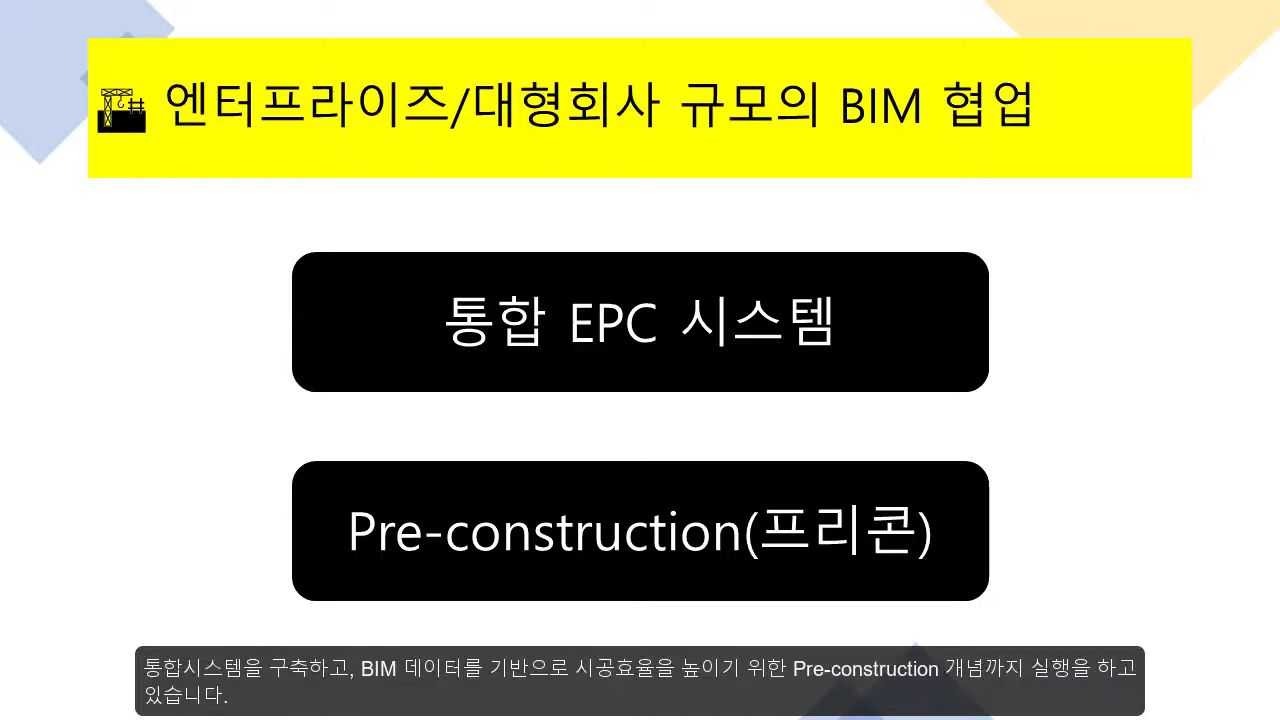 엔터프라이즈/대형회사 규모의 BIM 협업
통합 EPC 시스템
Pre-construction(프리콘)
통합시스템을 구축하고, BIM 데이터를 기반으로 시공효율을 높이기 위한 Pre-construction 개념까지 실행을 하고
있습니다.